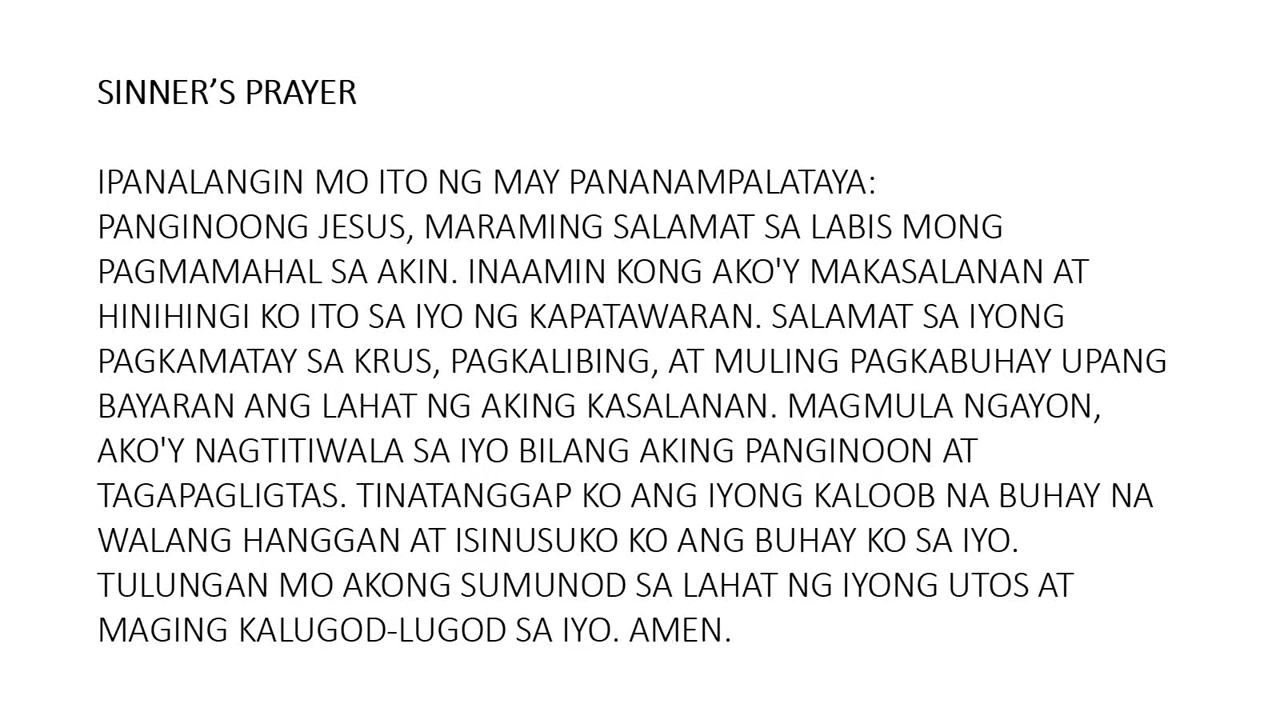 SINNER’S PRAYER
IPANALANGIN MO ITO NG MAY PANANAMPALATAYA:
PANGINOONG JESUS, MARAMING SALAMAT SA LABIS MONG
PAGMAMAHAL SA AKIN. INAAMIN KONG AKO'Y MAKASALANAN AT
HINIHINGI KO ITO SA IYO NG KAPATAWARAN. SALAMAT SA IYONG
PAGKAMATAY SA KRUS, PAGKALIBING, AT MULING PAGKABUHAY UPANG
BAYARAN ANG LAHAT NG AKING KASALANAN. MAGMULA NGAYON,
AKO'Y NAGTITIWALA SA IYO BILANG AKING PANGINOON AT
TAGAPAGLIGTAS. TINATANGGAP KO ANG IYONG KALOOB NA BUHAY NA
WALANG HANGGAN AT ISINUSUKO KO ANG BUHAY KO SA IYO.
TULUNGAN MO AKONG SUMUNOD SA LAHAT NG IYONG UTOS AT
MAGING KALUGOD-LUGOD SA IYO. AMEN.